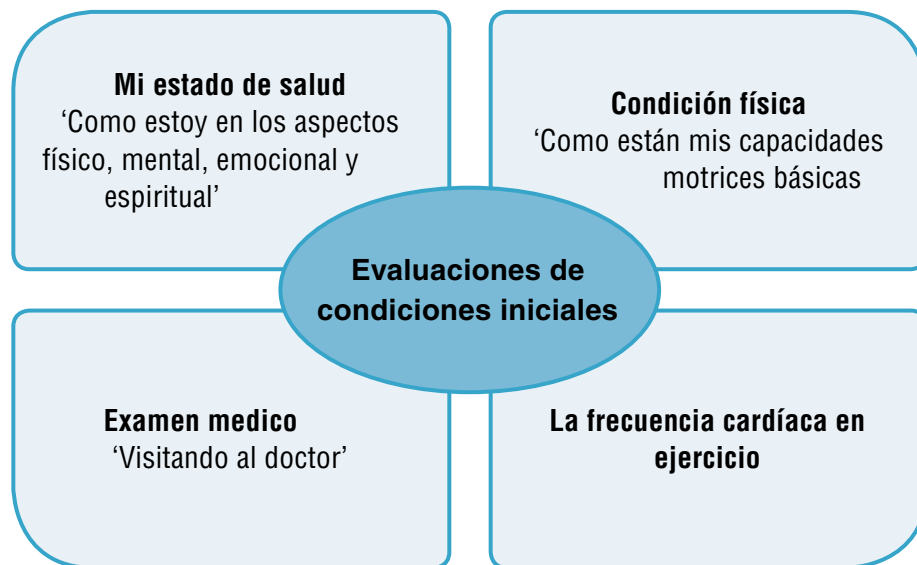 Mi estado de salud
‘Como estoy en los aspectos
físico, mental, emocional y
espiritual’
Condición física
‘Como están mis capacidades
motrices básicas
Evaluaciones de
condiciones iniciales
Examen medico
‘Visitando al doctor’
La frecuencia cardíaca en
ejercicio